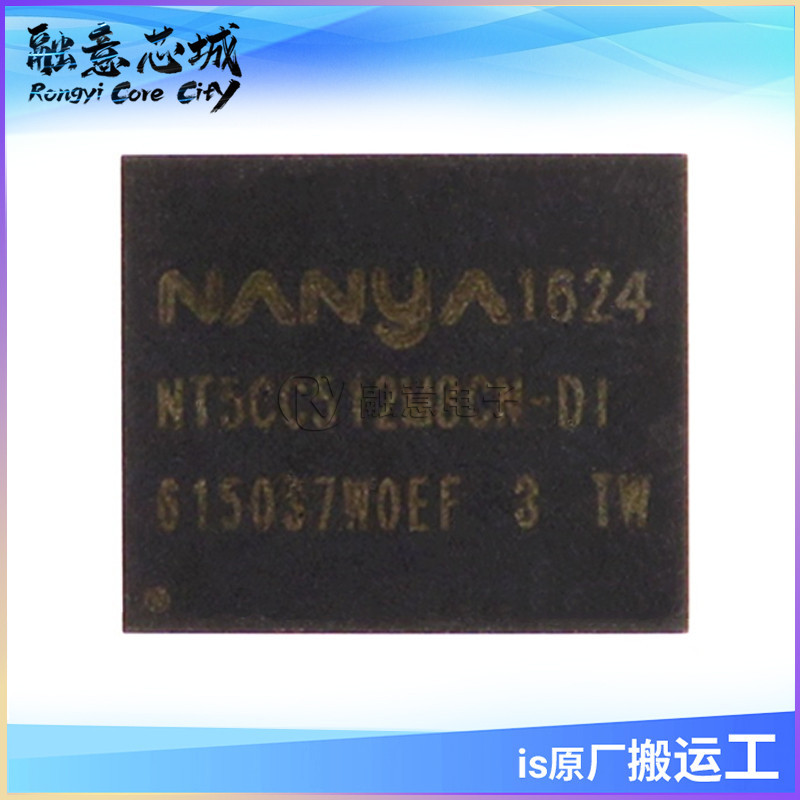 融意芯城
Rongyi Core City
NANYA 1624
融意电子
615037W0EF 3 TW
is原厂搬运工